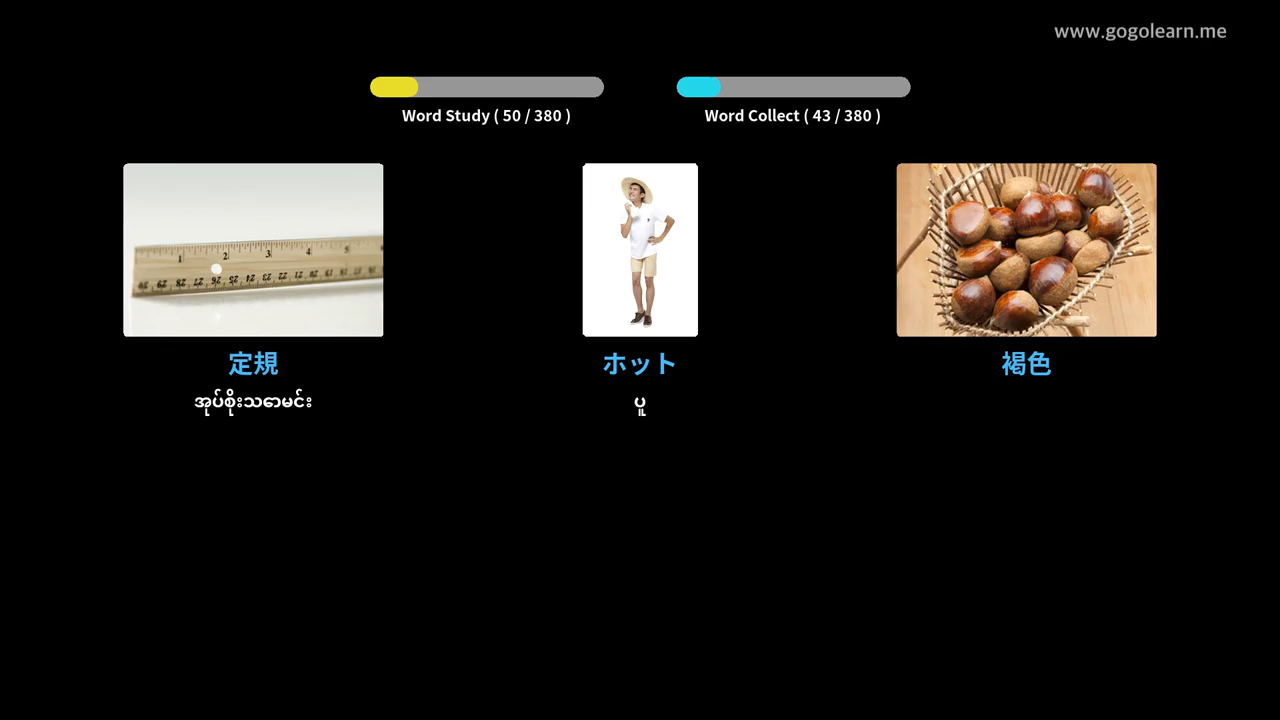 www.gogolearn.me
Word Study ( 50 / 380 )
Word Collect ( 43 / 380 )
定規
ホット
褐色
အုပ်စိုးသောမင်း
ပူ